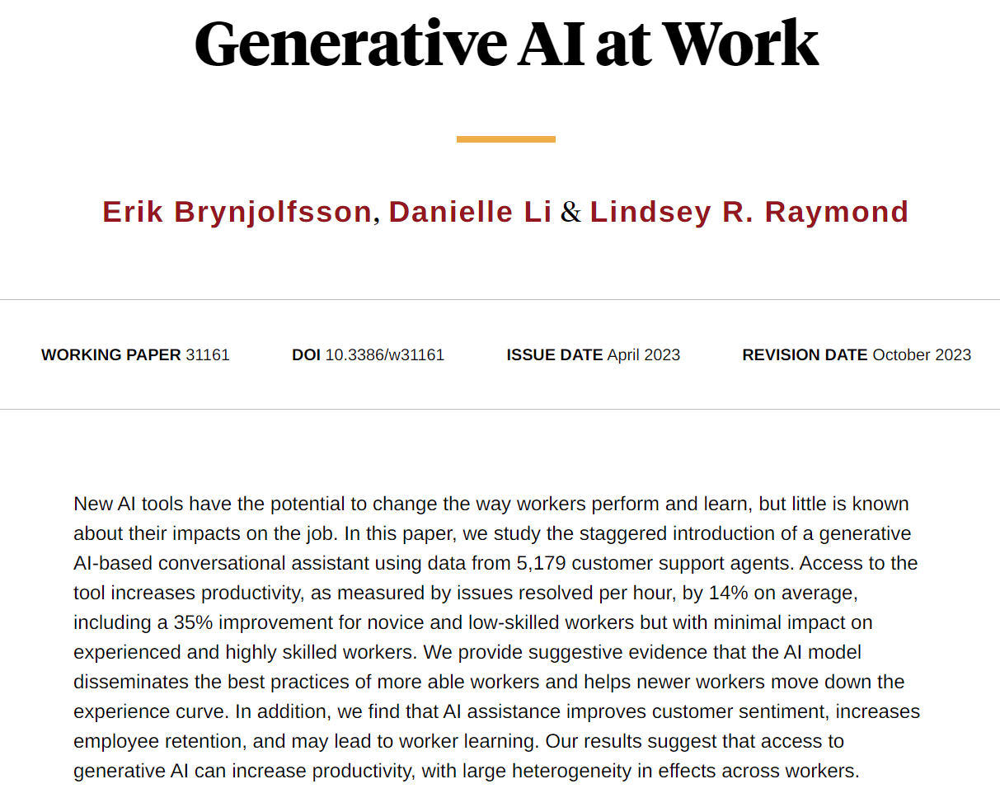 Generative AI at Work
Erik Brynjolfsson, Danielle Li & Lindsey R. Raymond
WORKING PAPER 31161 DOI 10.3386/w31161 ISSUE DATE April 2023 REVISION DATE October 2023
New AI tools have the potential to change the way workers perform and learn, but little is known
about their impacts on the job. In this paper, we study the staggered introduction of a generative
AI-based conversational assistant using data from 5,179 customer support agents. Access to the
tool increases productivity, as measured by issues resolved per hour, by 14% on average,
including a 35% improvement for novice and low-skilled workers but with minimal impact on
experienced and highly skilled workers. We provide suggestive evidence that the AI model
disseminates the best practices of more able workers and helps newer workers move down the
experience curve. In addition, we find that AI assistance improves customer sentiment, increases
employee retention, and may lead to worker learning. Our results suggest that access to
generative AI can increase productivity, with large heterogeneity in effects across workers.